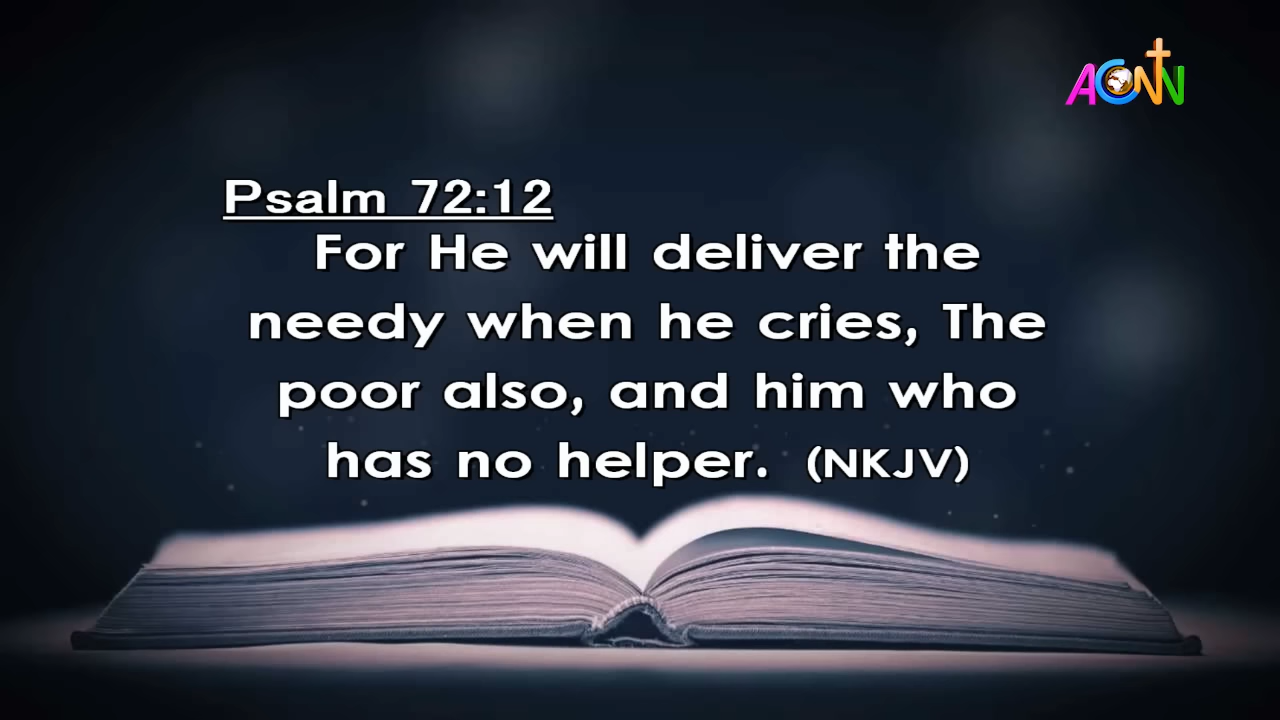 ACNN
Psalm 72:12
For He will deliver the
needy when he cries, The
poor also, and him who
has no helper. (NKJV)